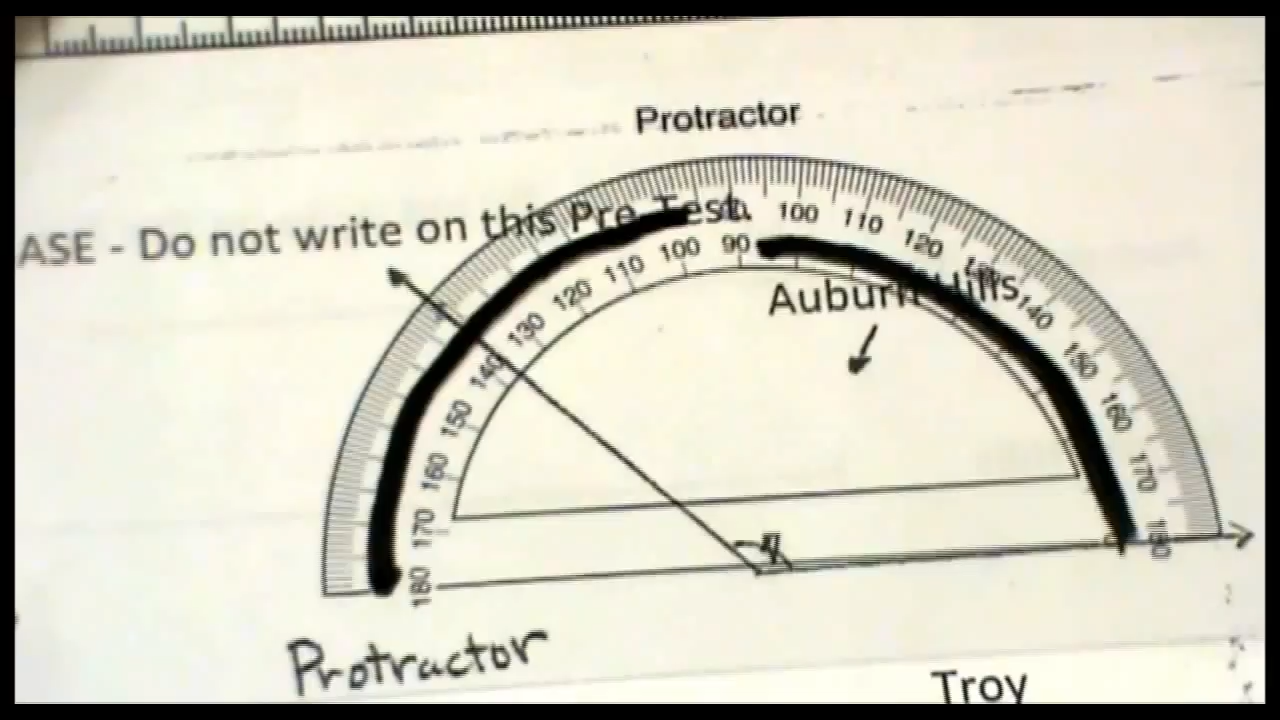 Protractor
ASE - Do not write on this Pre-Test.
100 110 120 140 150 160 170 180
180 170 160 150 140 130 120 110 100 90
Auburn Hills
Protractor
Troy